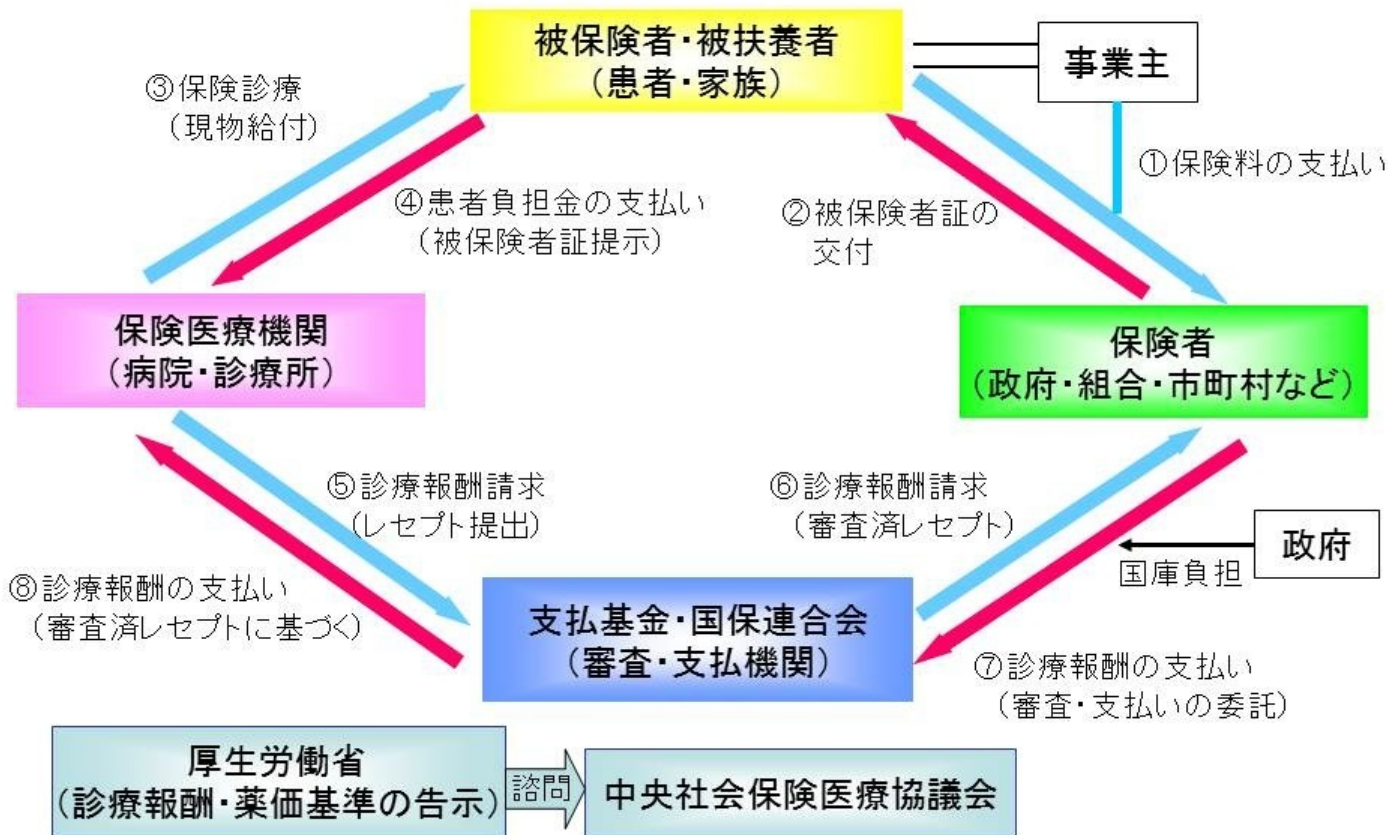 被保険者・被扶養者
(患者・家族)
事業主
③保険診療
(現物給付)
①保険料の支払い
④患者負担金の支払い
(被保険者証提示)
②被保険者証の
交付
保険医療機関
(病院・診療所)
保険者
(政府・組合・市町村など)
⑤診療報酬請求
(レセプト提出)
⑥診療報酬請求
(審査済レセプト)
政府
国庫負担
⑧診療報酬の支払い
(審査済レセプトに基づく)
支払基金・国保連合会
(審査・支払機関)
⑦診療報酬の支払い
(審査・支払いの委託)
厚生労働省
(診療報酬・薬価基準の告示)
諮問
中央社会保険医療協議会